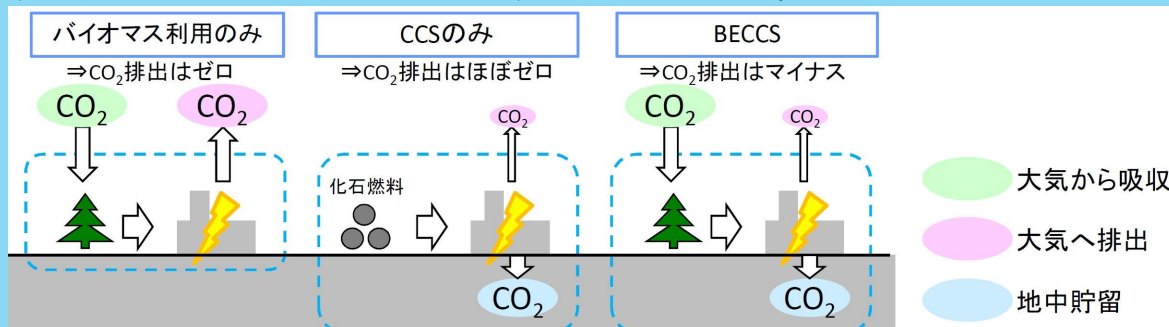 バイオマス利用のみ
⇒CO₂排出はゼロ
CO₂
CO₂
CCSのみ
⇒CO₂排出はほぼゼロ
CO₂
化石燃料
CO₂
BECCS
⇒CO₂排出はマイナス
CO₂
CO₂
CO₂
大気から吸収
大気へ排出
地中貯留